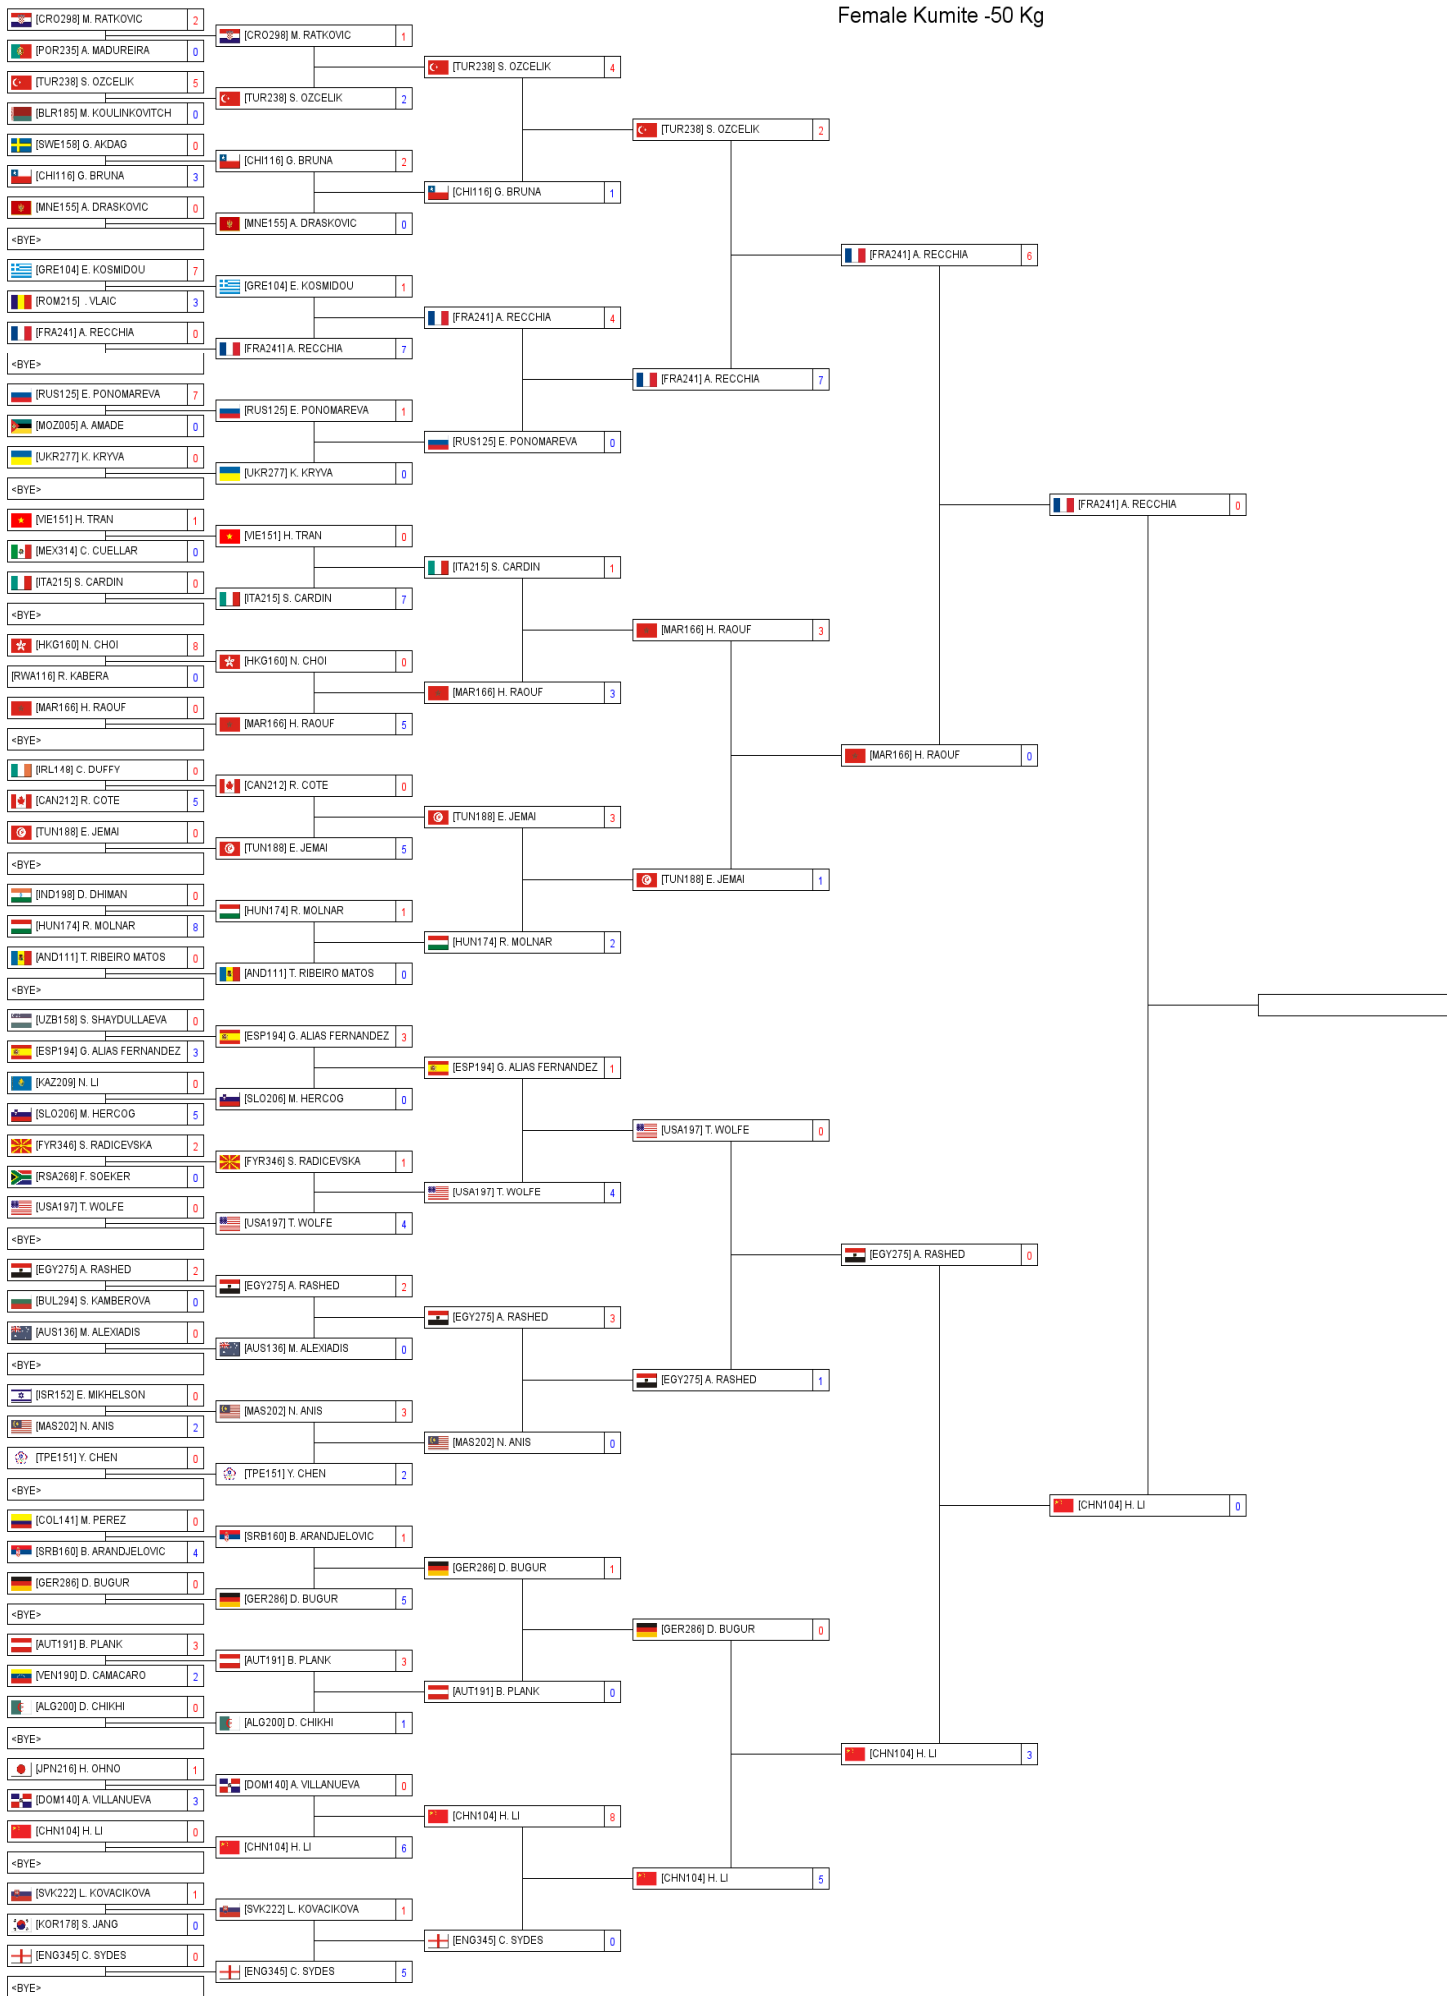 Female Kumite -50 Kg
[CRO298] M. RATKOVIC 2
[POR235] A. MADUREIRA 0
[TUR238] S. OZCELIK 5
[BLR185] M. KOULINKOVITCH 0
[SWE158] G. AKDAG 0
[CHI116] G. BRUNA 3
[MNE155] A. DRASKOVIC 0
<BYE>
[GRE104] E. KOSMIDOU 7
[ROM215] . VLAIC 3
[FRA241] A. RECCHIA 0
<BYE>
[RUS125] E. PONOMAREVA 7
[MOZ005] A. AMADE 0
[UKR277] K. KRYVA 0
<BYE>
[VIE151] H. TRAN 1
[MEX314] C. CUELLAR 0
[ITA215] S. CARDIN 0
<BYE>
[HKG160] N. CHOI 8
[RWA116] R. KABERA 0
[MAR166] H. RAOUF 0
<BYE>
[IRL148] C. DUFFY 0
[CAN212] R. COTE 5
[TUN188] E. JEMAI 0
<BYE>
[IND198] D. DHIMAN 0
[HUN174] R. MOLNAR 8
[AND111] T. RIBEIRO MATOS 0
<BYE>
[UZB158] S. SHAYDULLAEVA 0
[ESP194] G. ALIAS FERNANDEZ 3
[KAZ209] N. LI 0
[SLO206] M. HERCOG 5
[FYR346] S. RADICEVSKA 2
[RSA268] F. SOEKER 0
[USA197] T. WOLFE 0
<BYE>
[EGY275] A. RASHED 2
[BUL294] S. KAMBEROVA 0
[AUS136] M. ALEXIADIS 0
<BYE>
[ISR152] E. MIKHELSON 0
[MAS202] N. ANIS 2
[TPE151] Y. CHEN 0
<BYE>
[COL141] M. PEREZ 0
[SRB160] B. ARANDJELOVIC 4
[GER286] D. BUGUR 0
<BYE>
[AUT191] B. PLANK 3
[VEN190] D. CAMACARO 2
[ALG200] D. CHIKHI 0
<BYE>
[JPN216] H. OHNO 1
[DOM140] A. VILLANUEVA 3
[CHN104] H. LI 0
<BYE>
[SVK222] L. KOVACIKOVA 1
[KOR178] S. JANG 0
[ENG345] C. SYDES 0
<BYE>
[CRO298] M. RATKOVIC 1
[TUR238] S. OZCELIK 2
[CHI116] G. BRUNA 2
[MNE155] A. DRASKOVIC 0
[GRE104] E. KOSMIDOU 1
[FRA241] A. RECCHIA 7
[RUS125] E. PONOMAREVA 1
[UKR277] K. KRYVA 0
[VIE151] H. TRAN 0
[ITA215] S. CARDIN 7
[HKG160] N. CHOI 0
[MAR166] H. RAOUF 5
[CAN212] R. COTE 0
[TUN188] E. JEMAI 5
[HUN174] R. MOLNAR 1
[AND111] T. RIBEIRO MATOS 0
[ESP194] G. ALIAS FERNANDEZ 3
[SLO206] M. HERCOG 0
[FYR346] S. RADICEVSKA 1
[USA197] T. WOLFE 4
[EGY275] A. RASHED 2
[AUS136] M. ALEXIADIS 0
[MAS202] N. ANIS 3
[TPE151] Y. CHEN 2
[SRB160] B. ARANDJELOVIC 1
[GER286] D. BUGUR 5
[AUT191] B. PLANK 3
[ALG200] D. CHIKHI 1
[DOM140] A. VILLANUEVA 0
[CHN104] H. LI 6
[SVK222] L. KOVACIKOVA 1
[ENG345] C. SYDES 5
[TUR238] S. OZCELIK 4
[CHI116] G. BRUNA 1
[FRA241] A. RECCHIA 4
[RUS125] E. PONOMAREVA 0
[ITA215] S. CARDIN 1
[MAR166] H. RAOUF 3
[TUN188] E. JEMAI 3
[HUN174] R. MOLNAR 2
[ESP194] G. ALIAS FERNANDEZ 1
[USA197] T. WOLFE 4
[EGY275] A. RASHED 3
[MAS202] N. ANIS 0
[GER286] D. BUGUR 1
[AUT191] B. PLANK 0
[CHN104] H. LI 8
[ENG345] C. SYDES 0
[TUR238] S. OZCELIK 2
[FRA241] A. RECCHIA 7
[MAR166] H. RAOUF 3
[TUN188] E. JEMAI 1
[USA197] T. WOLFE 0
[EGY275] A. RASHED 1
[GER286] D. BUGUR 0
[CHN104] H. LI 5
[FRA241] A. RECCHIA 6
[MAR166] H. RAOUF 0
[EGY275] A. RASHED 0
[CHN104] H. LI 3
[FRA241] A. RECCHIA 0
[CHN104] H. LI 0